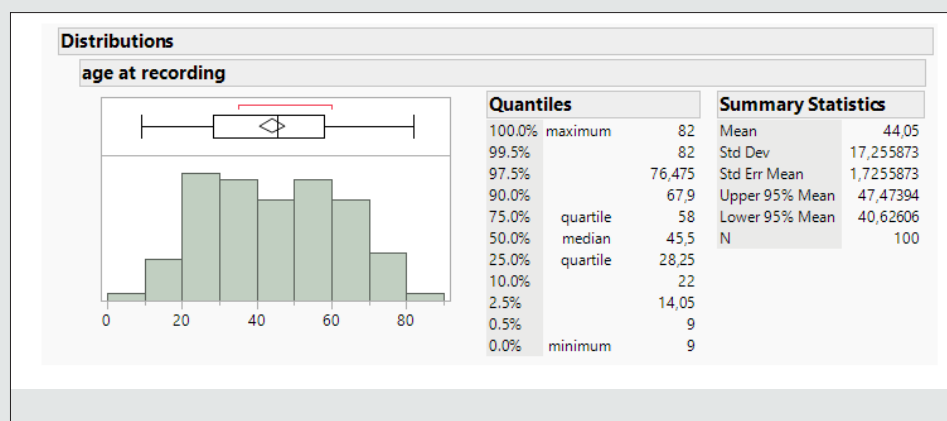 Distributions
age at recording
0 20 40 60 80
Quantiles
100.0% maximum 82
99.5% 82
97.5% 76,475
90.0% 67,9
75.0% quartile 58
50.0% median 45,5
25.0% quartile 28,25
10.0% 22
2.5% 14,05
0.5% 9
0.0% minimum 9
Summary Statistics
Mean 44,05
Std Dev 17,255873
Std Err Mean 1,7255873
Upper 95% Mean 47,47394
Lower 95% Mean 40,62606
N 100